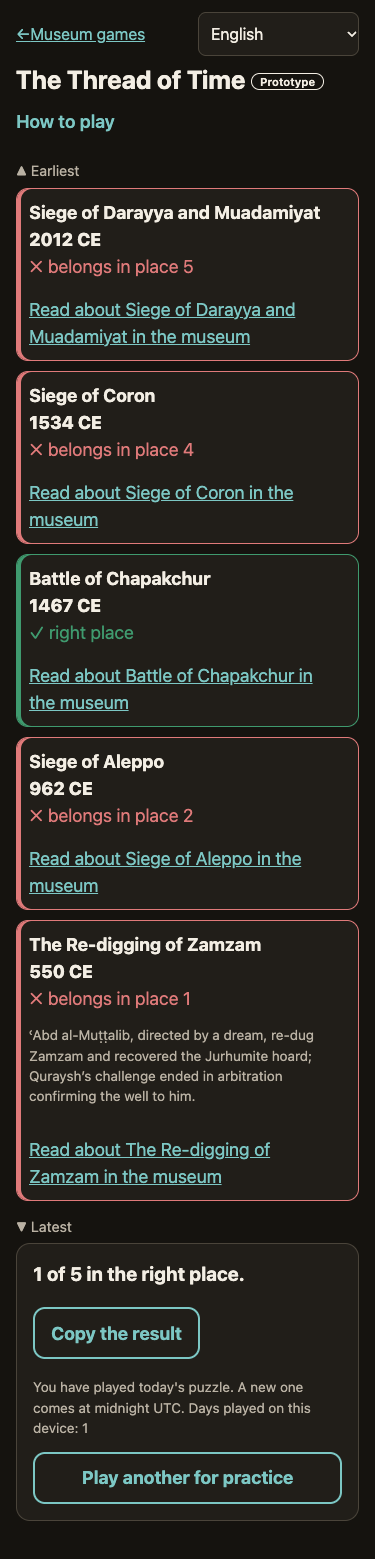 ←Museum games
English
The Thread of Time Prototype
How to play
▲ Earliest
Siege of Darayya and Muadamiyat
2012 CE
✕ belongs in place 5
Read about Siege of Darayya and
Muadamiyat in the museum
Siege of Coron
1534 CE
✕ belongs in place 4
Read about Siege of Coron in the
museum
Battle of Chapakchur
1467 CE
✓ right place
Read about Battle of Chapakchur in
the museum
Siege of Aleppo
962 CE
✕ belongs in place 2
Read about Siege of Aleppo in the
museum
The Re-digging of Zamzam
550 CE
✕ belongs in place 1
ʿAbd al-Muṭṭalib, directed by a dream, re-dug
Zamzam and recovered the Jurhumite hoard;
Quraysh's challenge ended in arbitration
confirming the well to him.
Read about The Re-digging of
Zamzam in the museum
▼ Latest
1 of 5 in the right place.
Copy the result
You have played today's puzzle. A new one
comes at midnight UTC. Days played on this
device: 1
Play another for practice